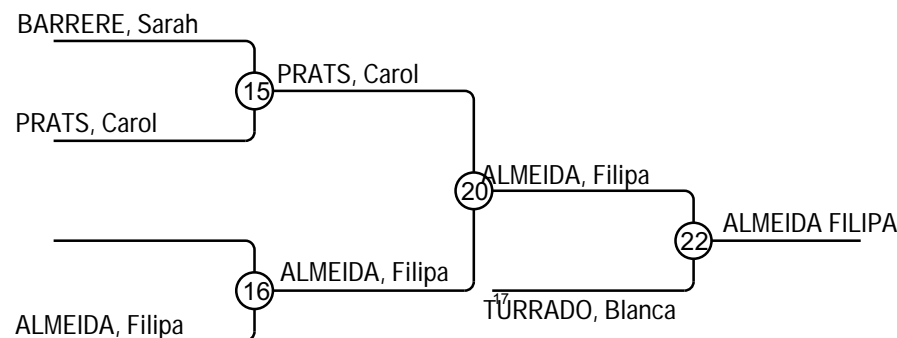 BARRERE, Sarah
15
PRATS, Carol
PRATS, Carol
20
ALMEIDA, Filipa
22
ALMEIDA FILIPA
16
ALMEIDA, Filipa
17
TURRADO, Blanca
ALMEIDA, Filipa